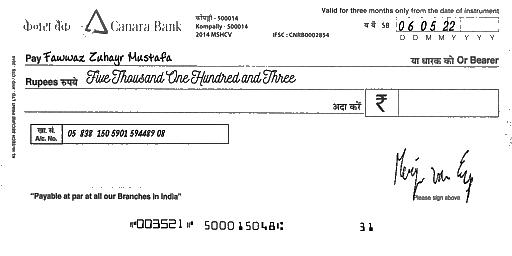 Valid for three months only from the date of instrument
केनरा बैंक Canara Bank
कोंपल्ली - 500014
Kompally - 500014
2014 MSHCV
IFSC : CNRB0002854
SB 06 05 22
D D M M Y Y Y Y
Pay Fawwaz Zuhayr Mustafa या धारक को Or Bearer
Rupees रुपये Five Thousand One Hundred and Three
अदा करें ₹
खा. सं.
A/c. No. 05 838 150 5901 594489 08
Please sign above
"Payable at par at all our Branches in India"
⑈003521⑈ 500015048⑆ 31